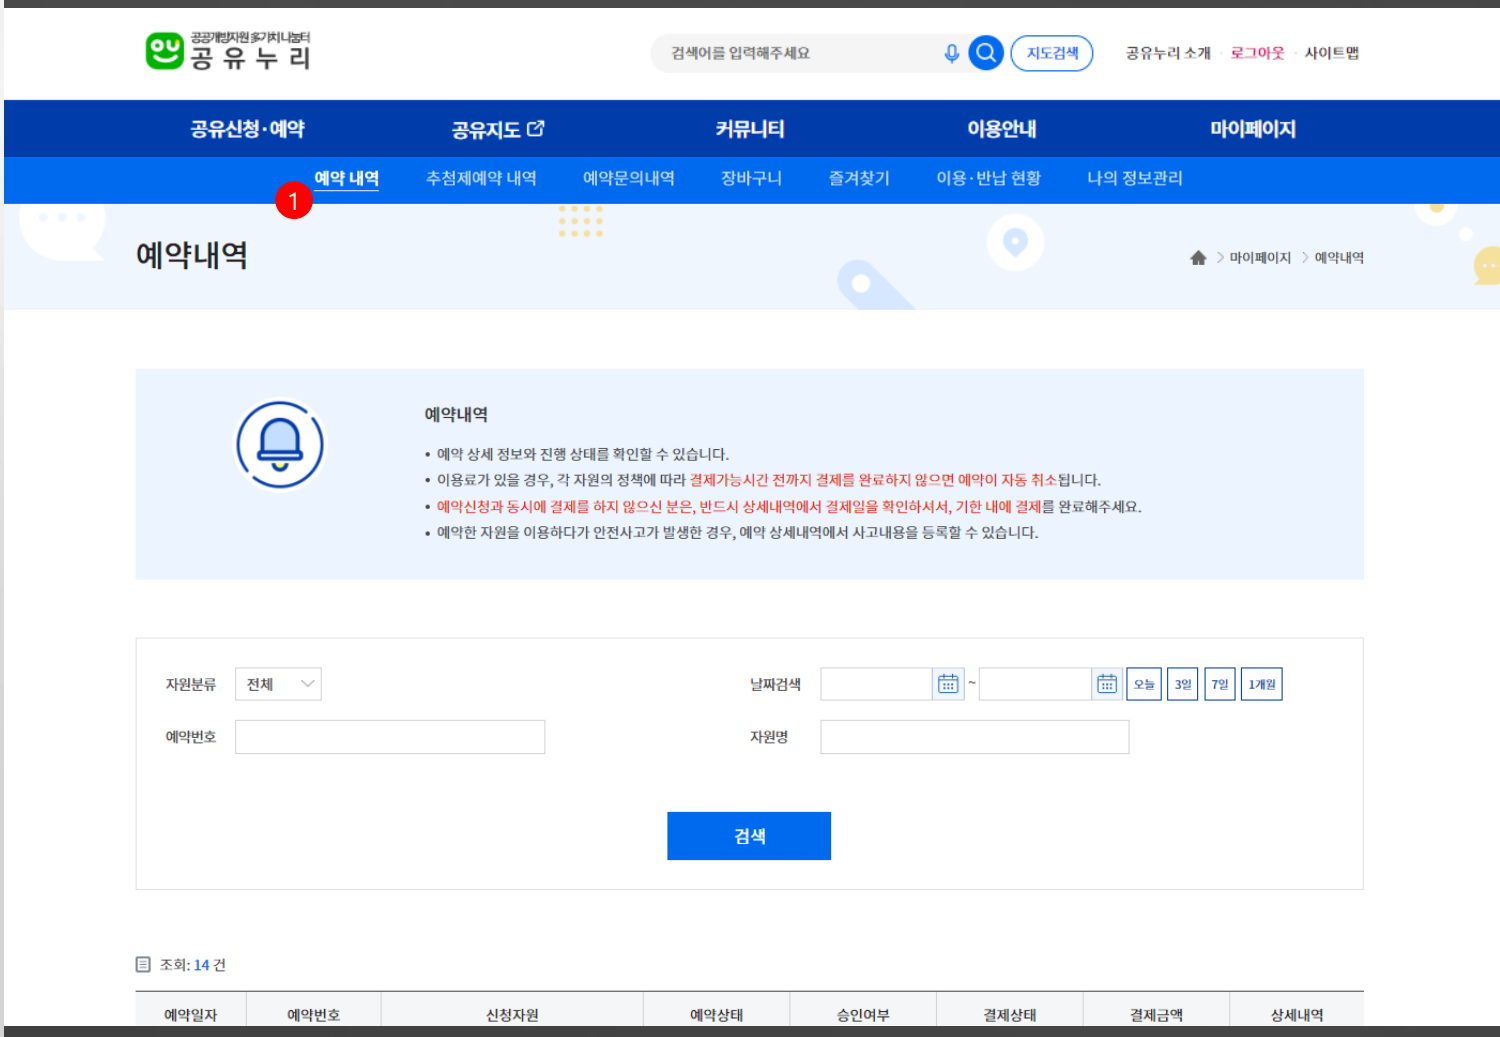 공공개방자원 공유누리
공유누리
검색어를 입력해주세요
지도검색
공유누리 소개
로그아웃
사이트맵
공유신청·예약
공유지도
커뮤니티
이용안내
마이페이지
1
예약 내역
추첨제예약 내역
예약문의내역
장바구니
즐겨찾기
이용·반납 현황
나의 정보관리
예약내역
마이페이지
예약내역
예약내역
• 예약 상세 정보와 진행 상태를 확인할 수 있습니다.
• 이용료가 있을 경우, 각 자원의 정책에 따라 결제가능시간 전까지 결제를 완료하지 않으면 예약이 자동 취소됩니다.
• 예약신청과 동시에 결제를 하지 않으신 분은, 반드시 상세내역에서 결제일을 확인하셔서, 기한 내에 결제를 완료해주세요.
• 예약한 자원을 이용하다가 안전사고가 발생한 경우, 예약 상세내역에서 사고내용을 등록할 수 있습니다.
자원분류 전체
날짜검색 ~ 오늘 3일 7일 1개월
예약번호
자원명
검색
조회: 14 건
예약일자 예약번호 신청자원 예약상태 승인여부 결제상태 결제금액 상세내역